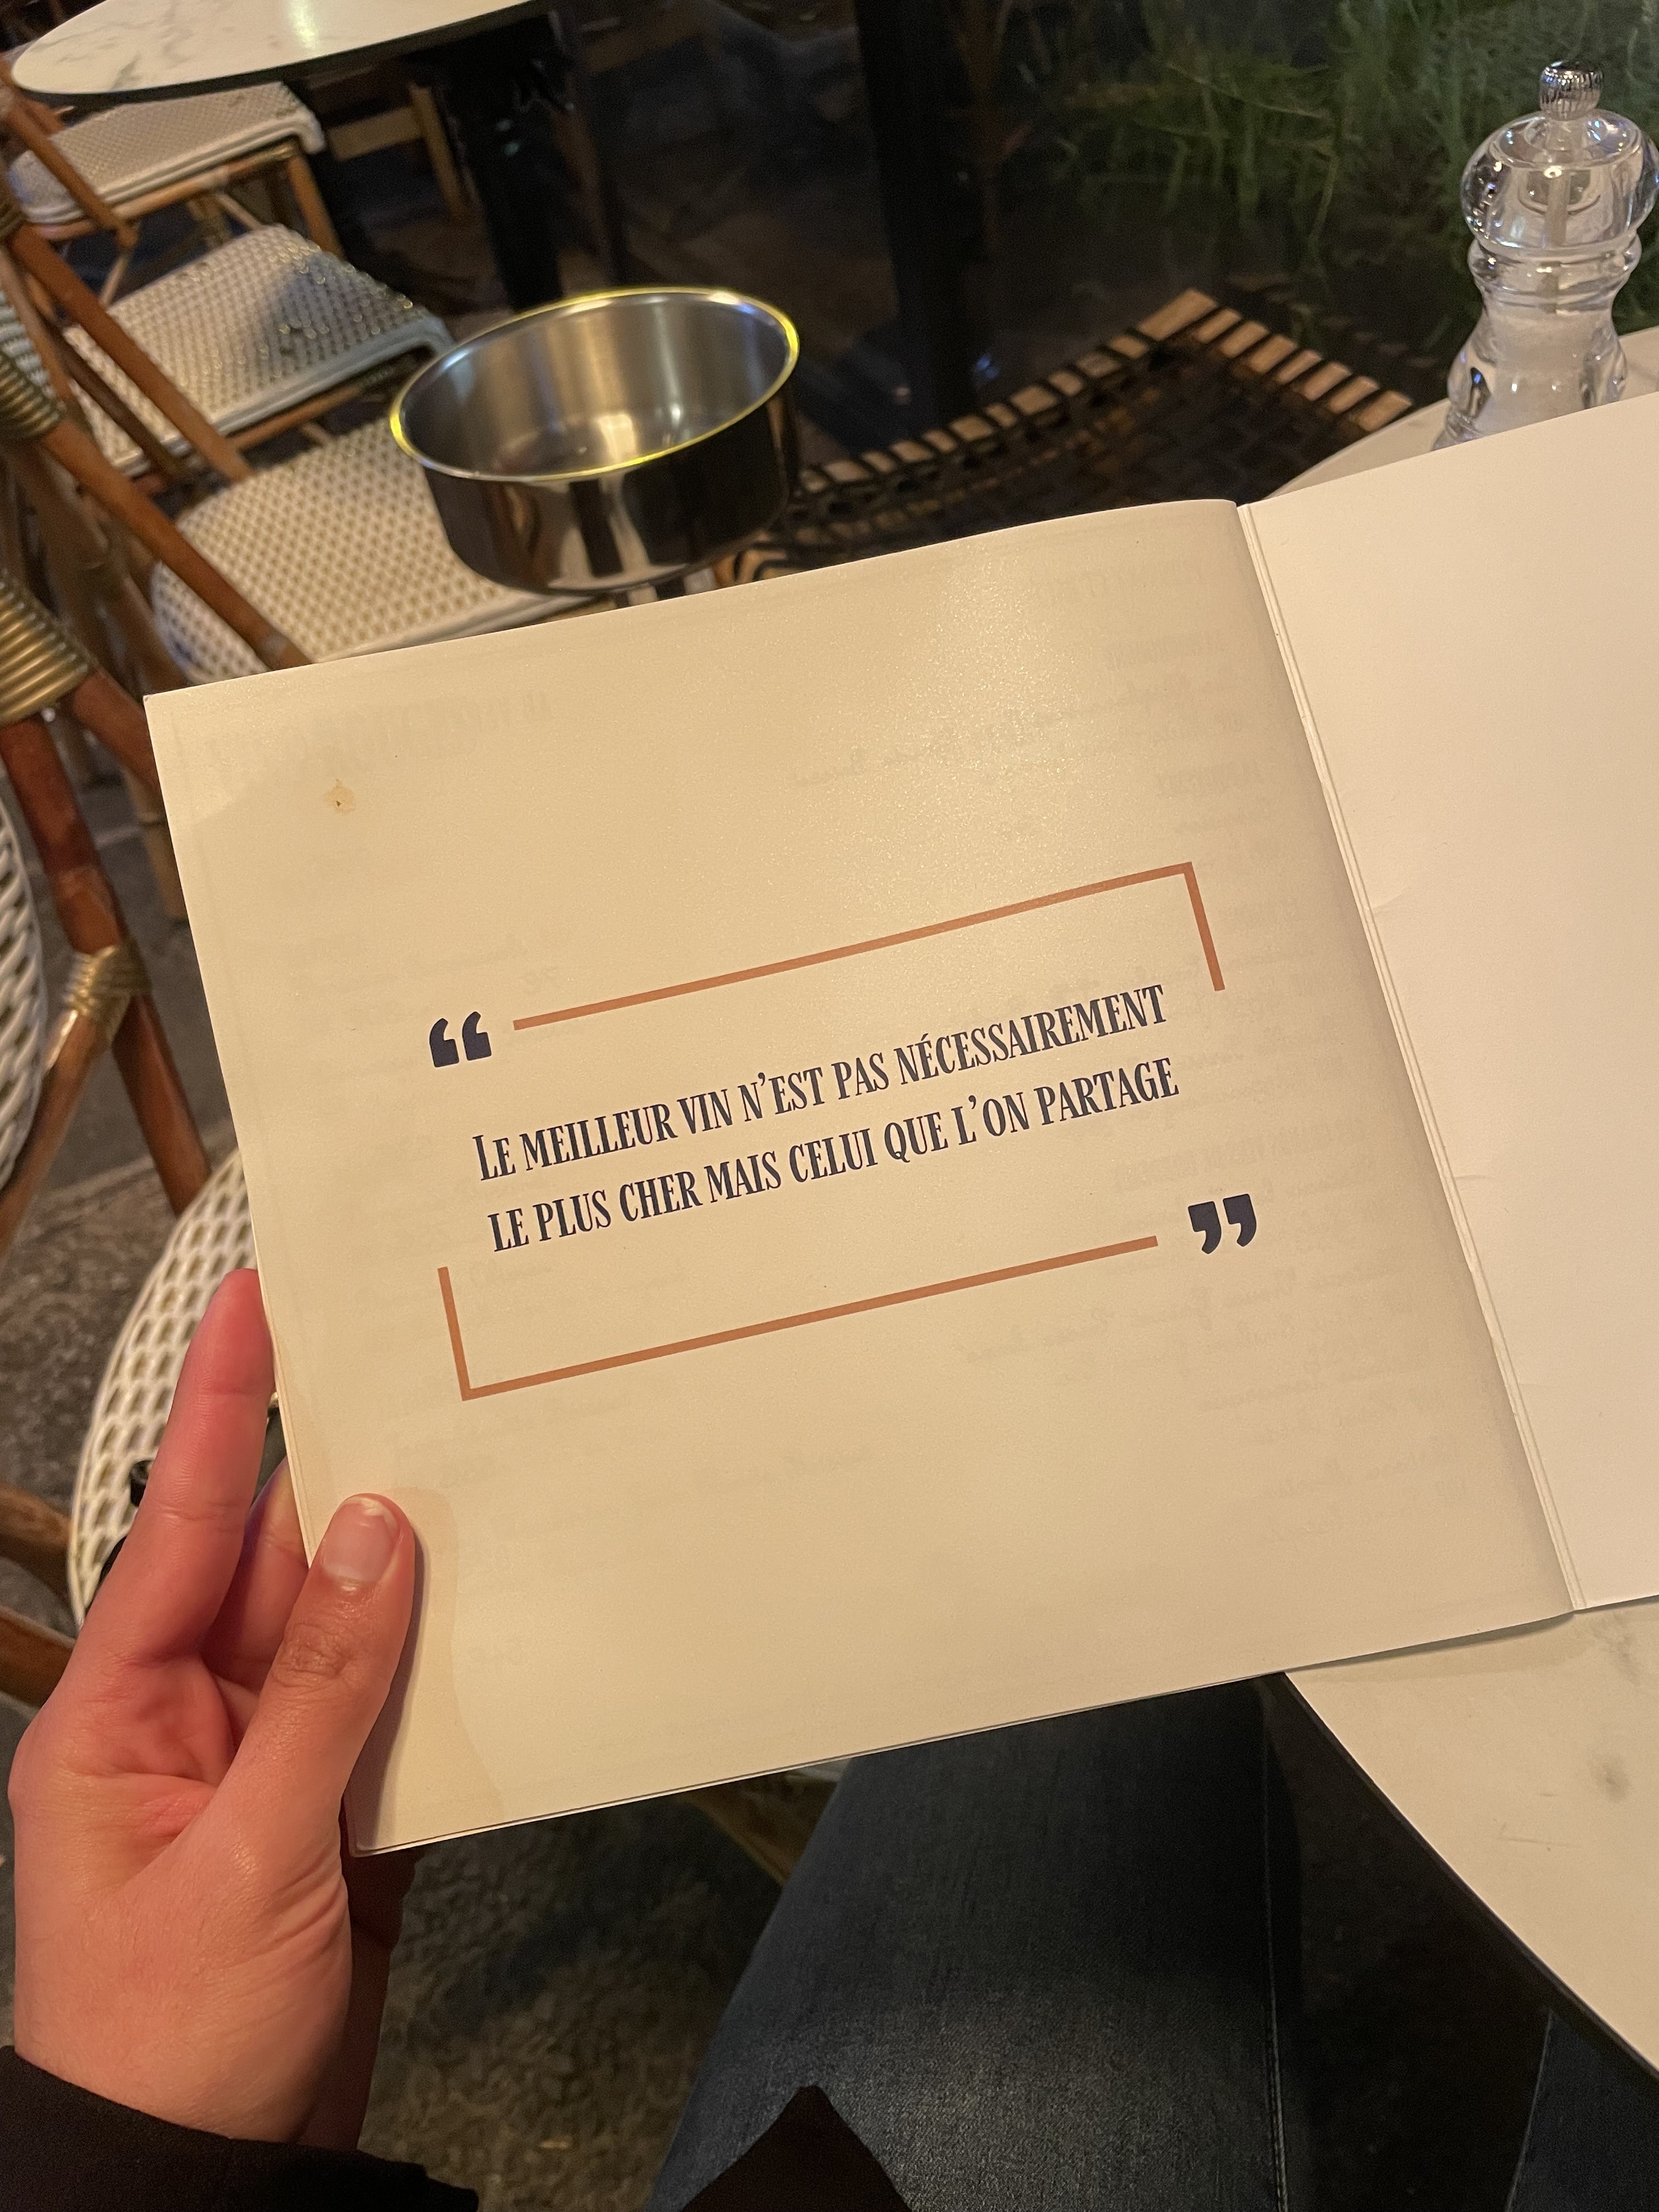 “
LE MEILLEUR VIN N’EST PAS NÉCESSAIREMENT
LE PLUS CHER MAIS CELUI QUE L’ON PARTAGE
”